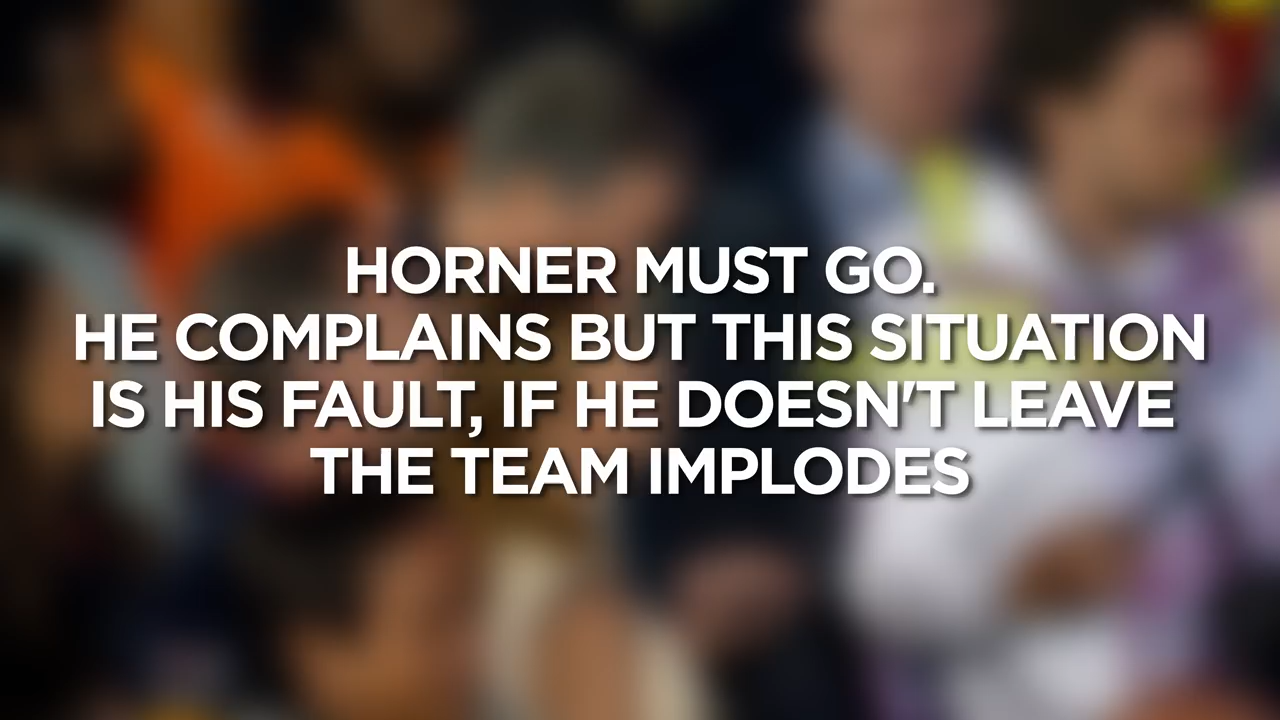 HORNER MUST GO.
HE COMPLAINS BUT THIS SITUATION
IS HIS FAULT, IF HE DOESN'T LEAVE
THE TEAM IMPLODES